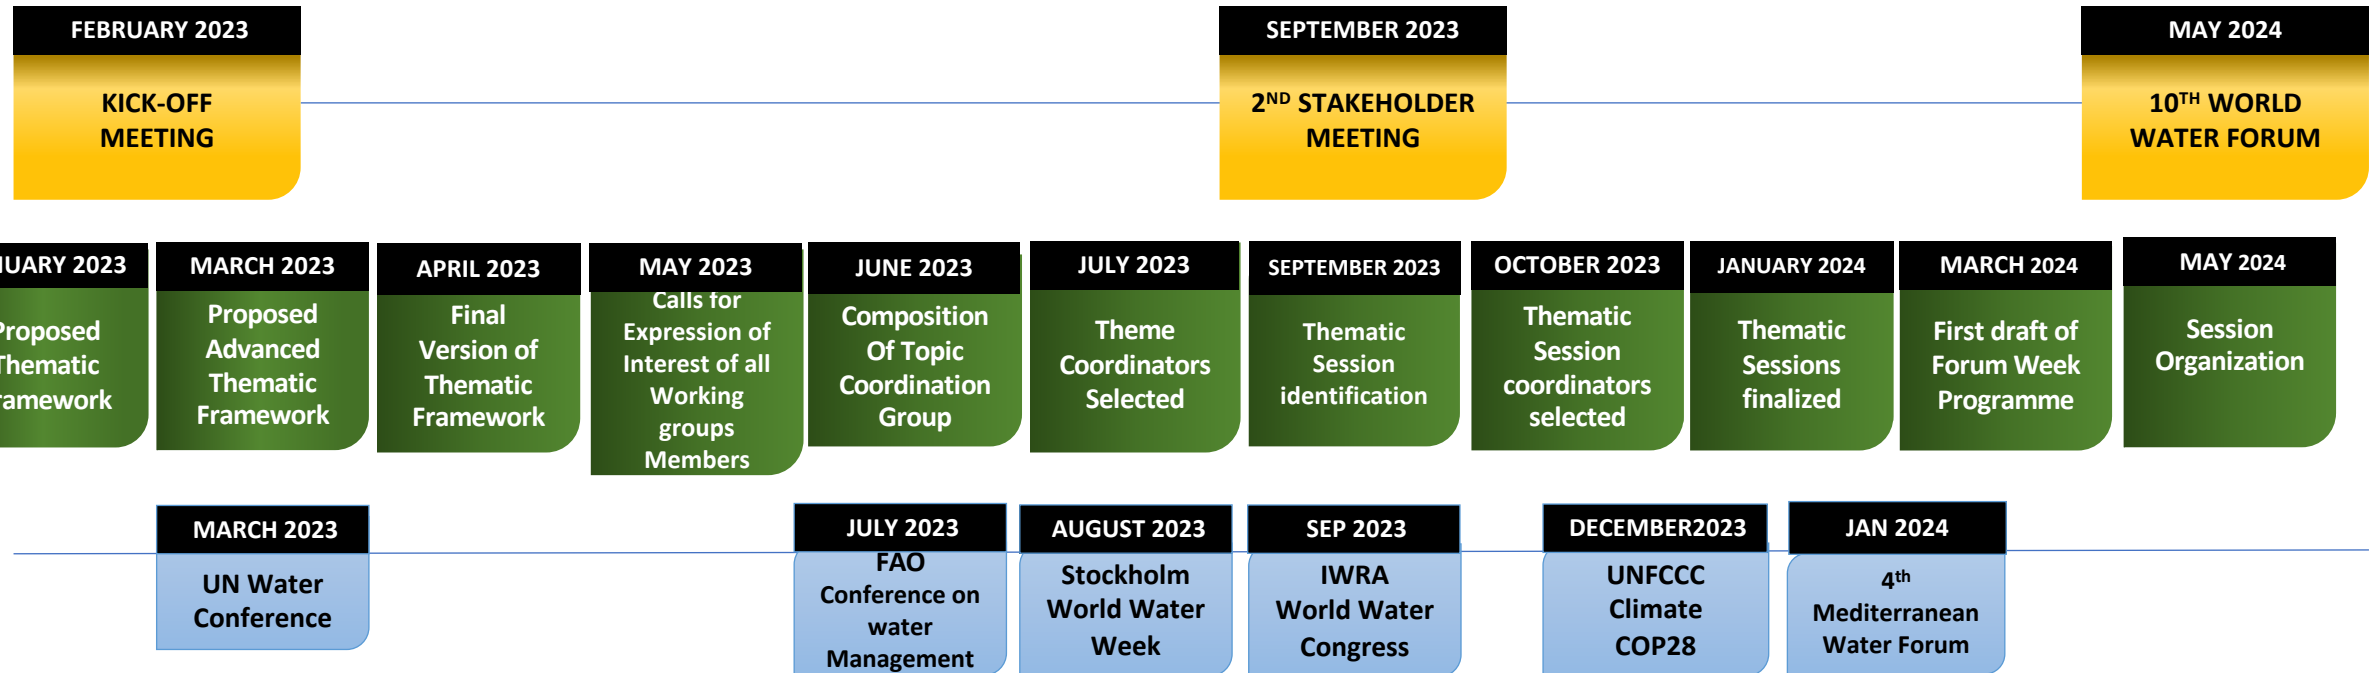 FEBRUARY 2023
KICK-OFF
MEETING
SEPTEMBER 2023
2ND STAKEHOLDER
MEETING
MAY 2024
10TH WORLD
WATER FORUM
NUARY 2023
Proposed
Thematic
ramework
MARCH 2023
Proposed
Advanced
Thematic
Framework
APRIL 2023
Final
Version of
Thematic
Framework
MAY 2023
Calls for
Expression of
Interest of all
Working
groups
Members
JUNE 2023
Composition
Of Topic
Coordination
Group
JULY 2023
Theme
Coordinators
Selected
SEPTEMBER 2023
Thematic
Session
identification
OCTOBER 2023
Thematic
Session
coordinators
selected
JANUARY 2024
Thematic
Sessions
finalized
MARCH 2024
First draft of
Forum Week
Programme
MAY 2024
Session
Organization
MARCH 2023
UN Water
Conference
JULY 2023
FAO
Conference on
water
Management
AUGUST 2023
Stockholm
World Water
Week
SEP 2023
IWRA
World Water
Congress
DECEMBER2023
UNFCCC
Climate
COP28
JAN 2024
4th
Mediterranean
Water Forum